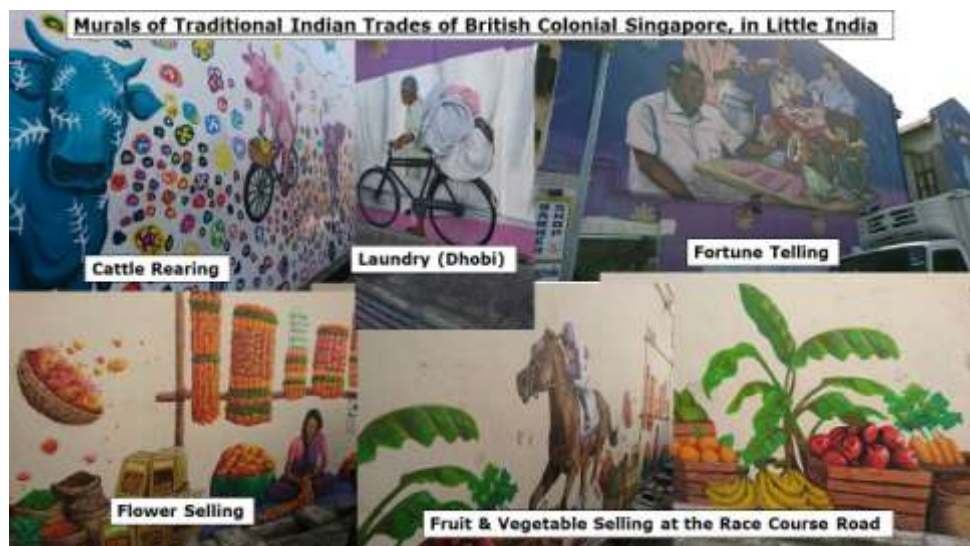 Murals of Traditional Indian Trades of British Colonial Singapore, in Little India
Cattle Rearing
Laundry (Dhobi)
Fortune Telling
Flower Selling
Fruit & Vegetable Selling at the Race Course Road